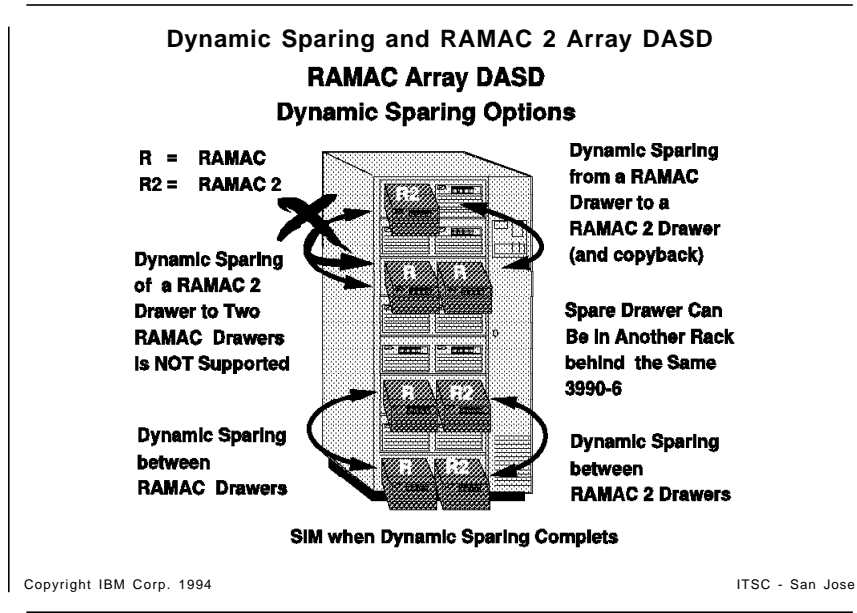 Dynamic Sparing and RAMAC 2 Array DASD
RAMAC Array DASD
Dynamic Sparing Options
R = RAMAC
R2 = RAMAC 2
Dynamic Sparing
of a RAMAC 2
Drawer to Two
RAMAC Drawers
is NOT Supported
Dynamic Sparing
between
RAMAC Drawers
R2
R
R
R
R2
R
R2
Dynamic Sparing
from a RAMAC
Drawer to a
RAMAC 2 Drawer
(and copyback)
Spare Drawer Can
Be in Another Rack
behind the Same
3990-6
Dynamic Sparing
between
RAMAC 2 Drawers
SIM when Dynamic Sparing Complets
Copyright IBM Corp. 1994
ITSC - San Jose